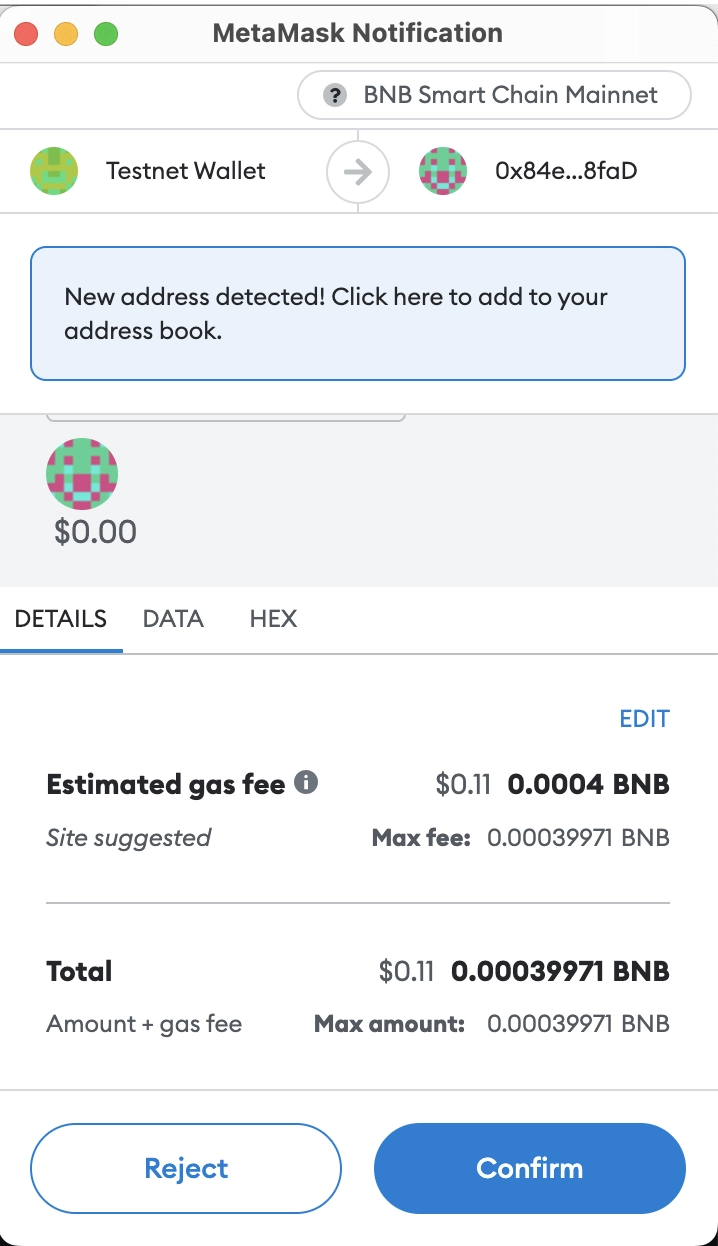 MetaMask Notification
? BNB Smart Chain Mainnet
Testnet Wallet 0x84e...8faD
New address detected! Click here to add to your
address book.
$0.00
DETAILS DATA HEX
EDIT
Estimated gas fee i $0.11 0.0004 BNB
Site suggested Max fee: 0.00039971 BNB
Total $0.11 0.00039971 BNB
Amount + gas fee Max amount: 0.00039971 BNB
Reject Confirm